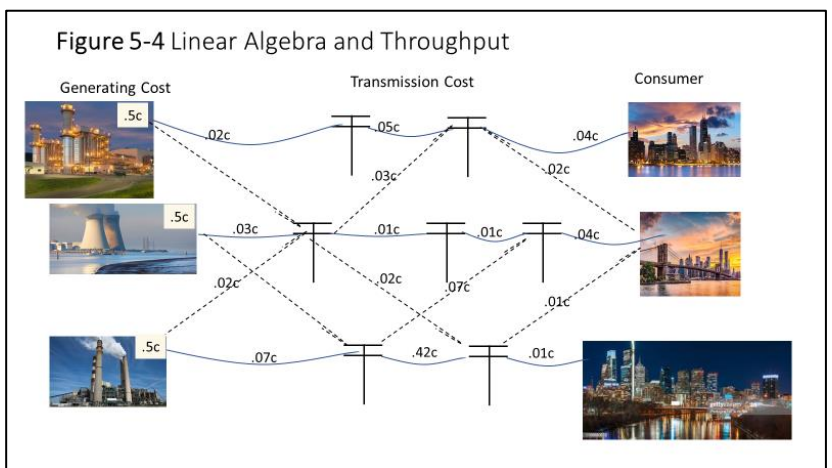 Figure 5-4 Linear Algebra and Throughput
Generating Cost
Transmission Cost
Consumer
.5c
.02c
.05c
.04c
.03c
.02c
.5c
.03c
.01c
.01c
.04c
.02c
.02c
.07c
.01c
.5c
.07c
.42c
.01c